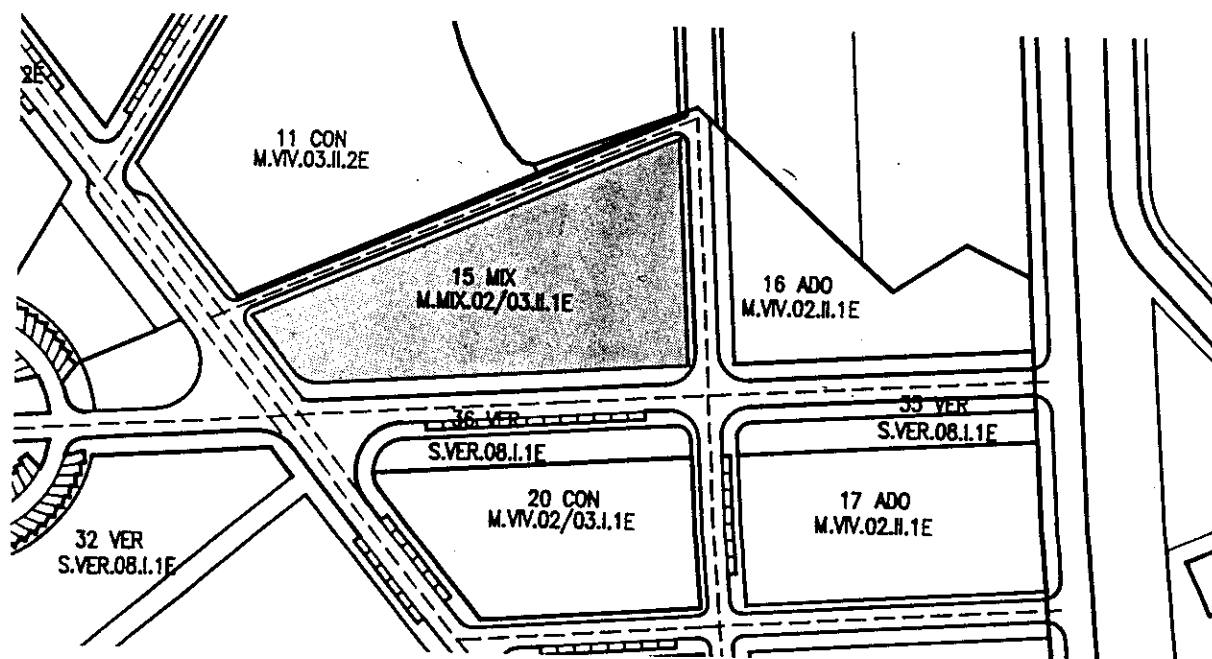 2E
11 CON
M.VIV.03.II.2E
15 MIX
M.MIX.02/03.II.1E
16 ADO
M.VIV.02.II.1E
36 VER
S.VER.08.I.1E
35 VER
S.VER.08.I.1E
20 CON
M.VIV.02/03.I.1E
17 ADO
M.VIV.02.II.1E
32 VER
S.VER.08.I.1E